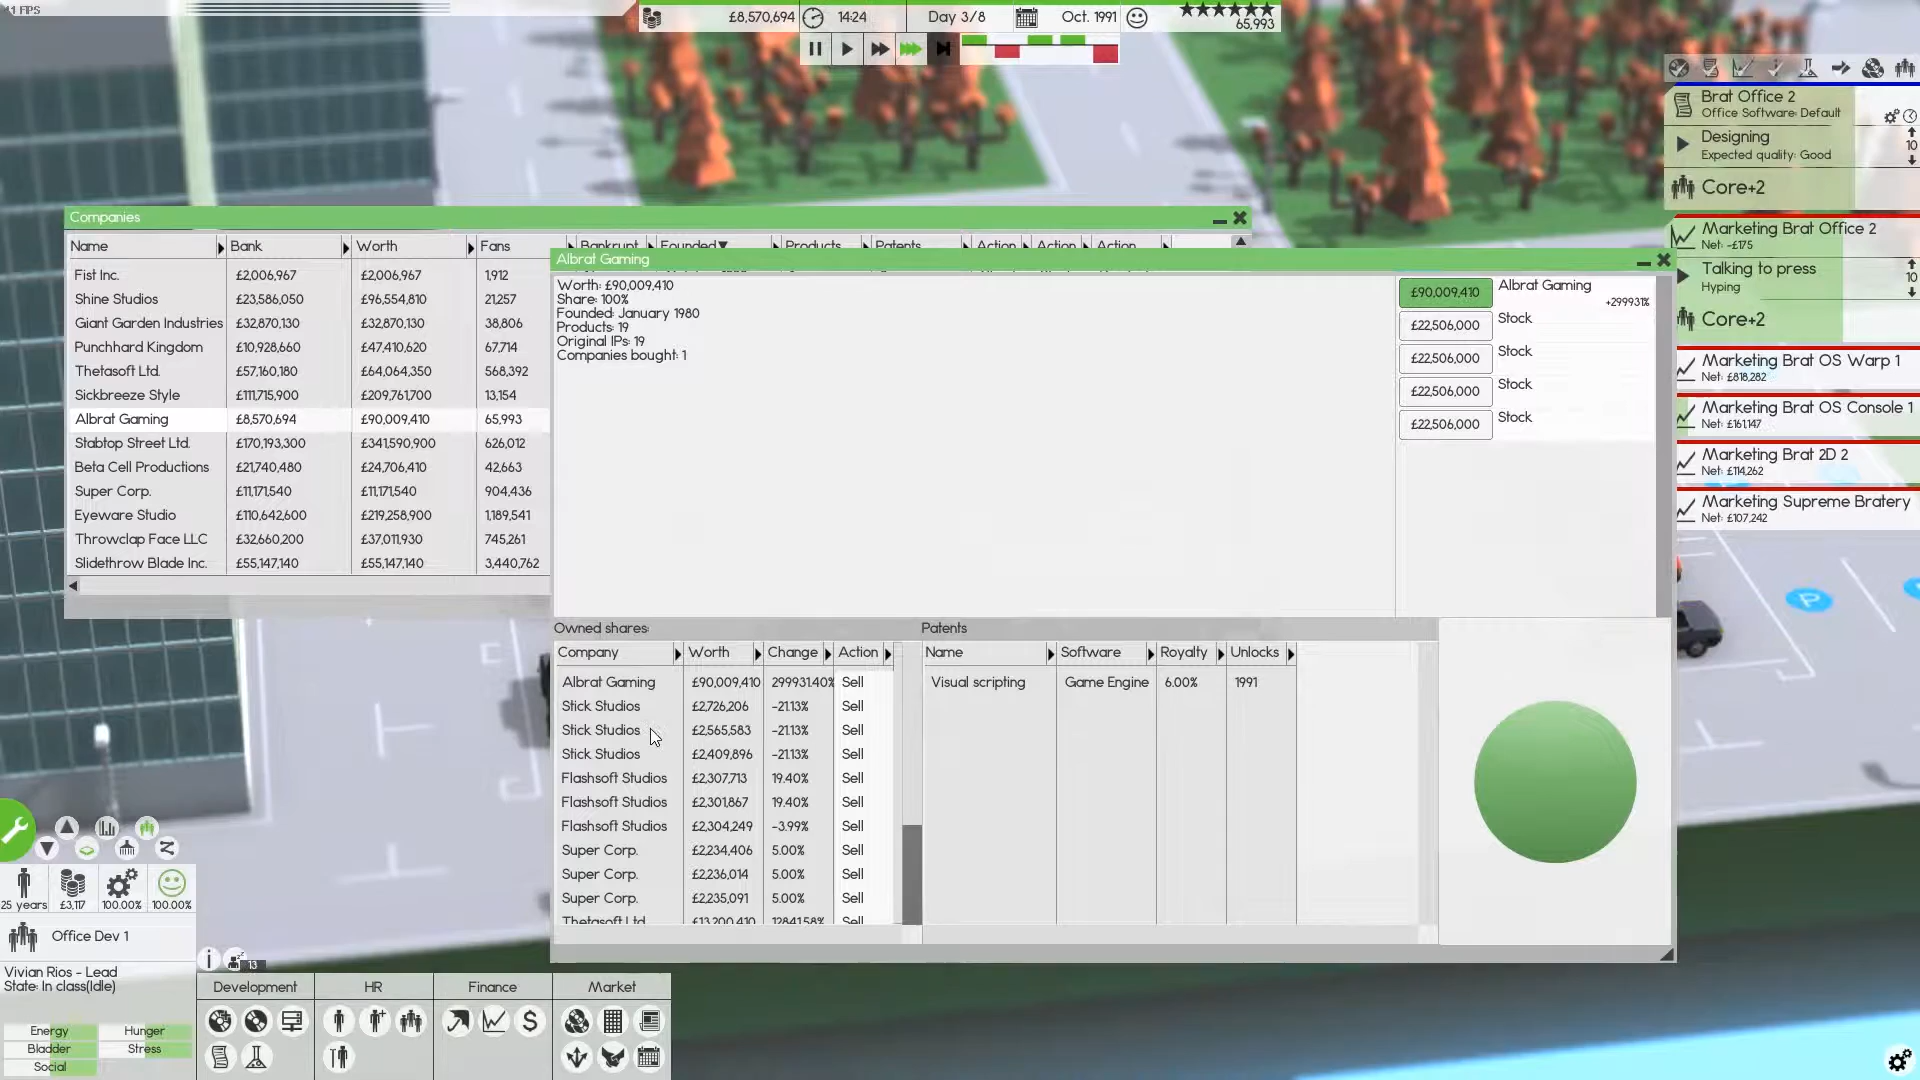 41 FPS
£8,570,694
14:24
Day 3/8
Oct. 1991
65,993
Brat Office 2
Office Software: Default
Designing
Expected quality: Good
10
Core+2
Marketing Brat Office 2
Net: -£175
Talking to press
Hyping
10
Core+2
Marketing Brat OS Warp 1
Net: £818,282
Marketing Brat OS Console 1
Net: £161,147
Marketing Brat 2D 2
Net: £114,262
Marketing Supreme Bratery
Net: £107,242
Companies
Name Bank Worth Fans Bankrupt Founded Products Patents Action Action Action
Fist Inc. £2,006,967 £2,006,967 1,912
Shine Studios £23,586,050 £96,554,810 21,257
Giant Garden Industries £32,870,130 £32,870,130 38,806
Punchhard Kingdom £10,928,660 £47,410,620 67,714
Thetasoft Ltd. £57,160,180 £64,064,350 568,392
Sickbreeze Style £111,715,900 £209,761,700 13,154
Albrat Gaming £8,570,694 £90,009,410 65,993
Stabtop Street Ltd. £170,193,300 £341,590,900 626,012
Beta Cell Productions £21,740,480 £24,706,410 42,663
Super Corp. £11,171,540 £11,171,540 904,436
Eyeware Studio £110,642,600 £219,258,900 1,189,541
Throwclap Face LLC £32,660,200 £37,011,930 745,261
Slidethrow Blade Inc. £55,147,140 £55,147,140 3,440,762
Albrat Gaming
Worth: £90,009,410
Share: 100%
Founded: January 1980
Products: 19
Original IPs: 19
Companies bought: 1
£90,009,410 Albrat Gaming
+299931%
£22,506,000 Stock
£22,506,000 Stock
£22,506,000 Stock
£22,506,000 Stock
Owned shares:
Company Worth Change Action
Albrat Gaming £90,009,410 299931.40% Sell
Stick Studios £2,726,206 -21.13% Sell
Stick Studios £2,565,583 -21.13% Sell
Stick Studios £2,409,896 -21.13% Sell
Flashsoft Studios £2,307,713 19.40% Sell
Flashsoft Studios £2,301,867 19.40% Sell
Flashsoft Studios £2,304,249 -3.99% Sell
Super Corp. £2,234,406 5.00% Sell
Super Corp. £2,236,014 5.00% Sell
Super Corp. £2,235,091 5.00% Sell
Thetasoft Ltd. £13,200,410 12841.58% Sell
Patents
Name Software Royalty Unlocks
Visual scripting Game Engine 6.00% 1991
25 years
£3,117
100.00%
100.00%
Office Dev 1
Vivian Rios - Lead
State: In class(Idle)
Energy Hunger
Bladder Stress
Social
13
Development HR Finance Market